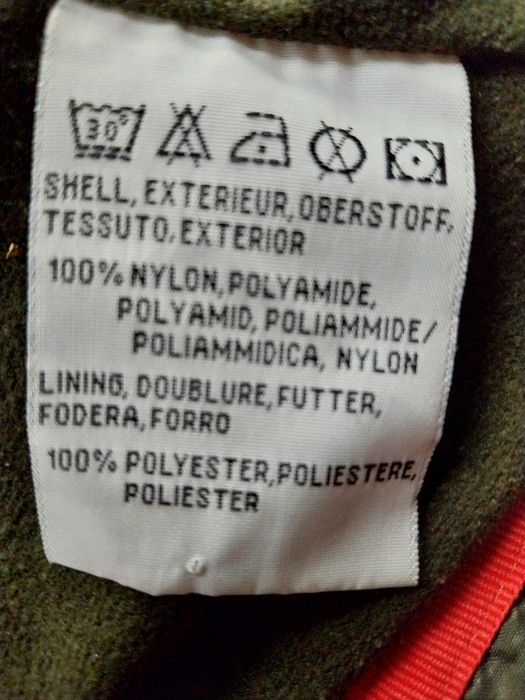 30°
SHELL, EXTERIEUR, OBERSTOFF,
TESSUTO, EXTERIOR
100% NYLON, POLYAMIDE,
POLYAMID, POLIAMMIDE/
POLIAMMIDICA, NYLON
LINING, DOUBLURE, FUTTER,
FODERA, FORRO
100% POLYESTER, POLIESTERE,
POLIESTER